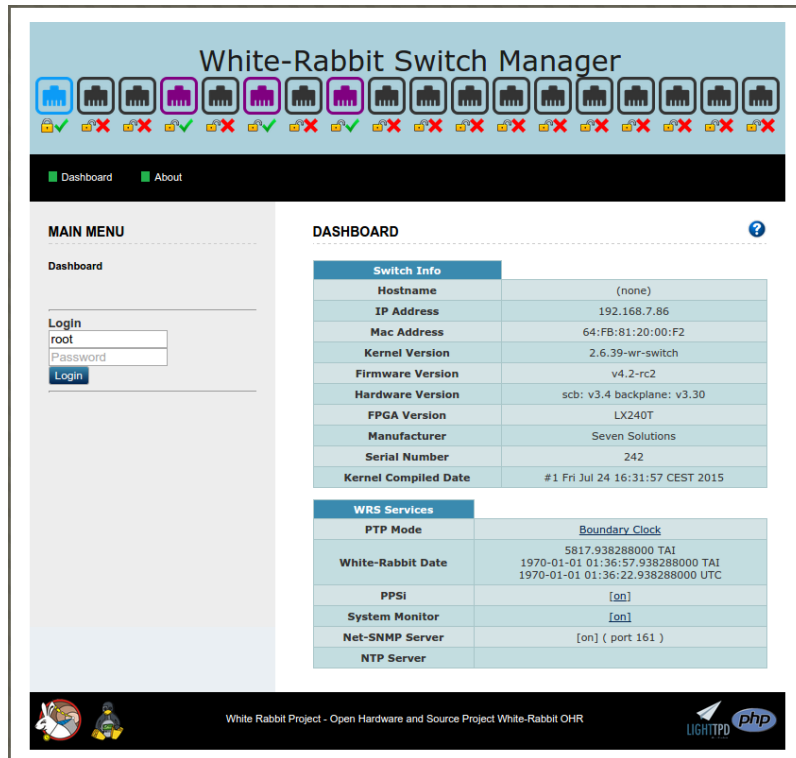 White-Rabbit Switch Manager
Dashboard About
MAIN MENU
Dashboard
Login
root
Password
Login
DASHBOARD
?
Switch Info
Hostname (none)
IP Address 192.168.7.86
Mac Address 64:FB:81:20:00:F2
Kernel Version 2.6.39-wr-switch
Firmware Version v4.2-rc2
Hardware Version scb: v3.4 backplane: v3.30
FPGA Version LX240T
Manufacturer Seven Solutions
Serial Number 242
Kernel Compiled Date #1 Fri Jul 24 16:31:57 CEST 2015
WRS Services
PTP Mode Boundary Clock
White-Rabbit Date 5817.938288000 TAI
1970-01-01 01:36:57.938288000 TAI
1970-01-01 01:36:22.938288000 UTC
PPSi [on]
System Monitor [on]
Net-SNMP Server [on] ( port 161 )
NTP Server
White Rabbit Project - Open Hardware and Source Project White-Rabbit OHR
LIGHTTPD
php